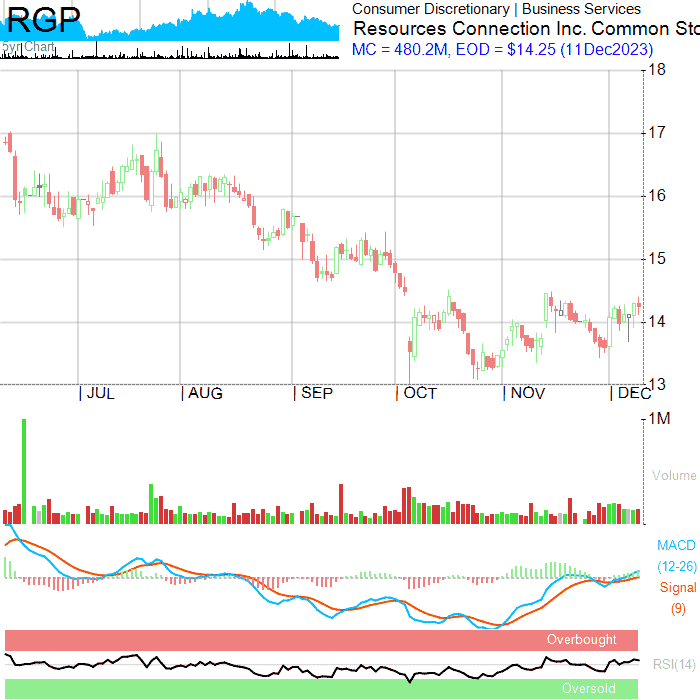 RGP
5yr Chart
Consumer Discretionary | Business Services
Resources Connection Inc. Common Sto
MC = 480.2M, EOD = $14.25 (11Dec2023)
18
17
16
15
14
13
JUL AUG SEP OCT NOV DEC
1M
Volume
MACD
(12-26)
Signal
(9)
Overbought
RSI(14)
Oversold